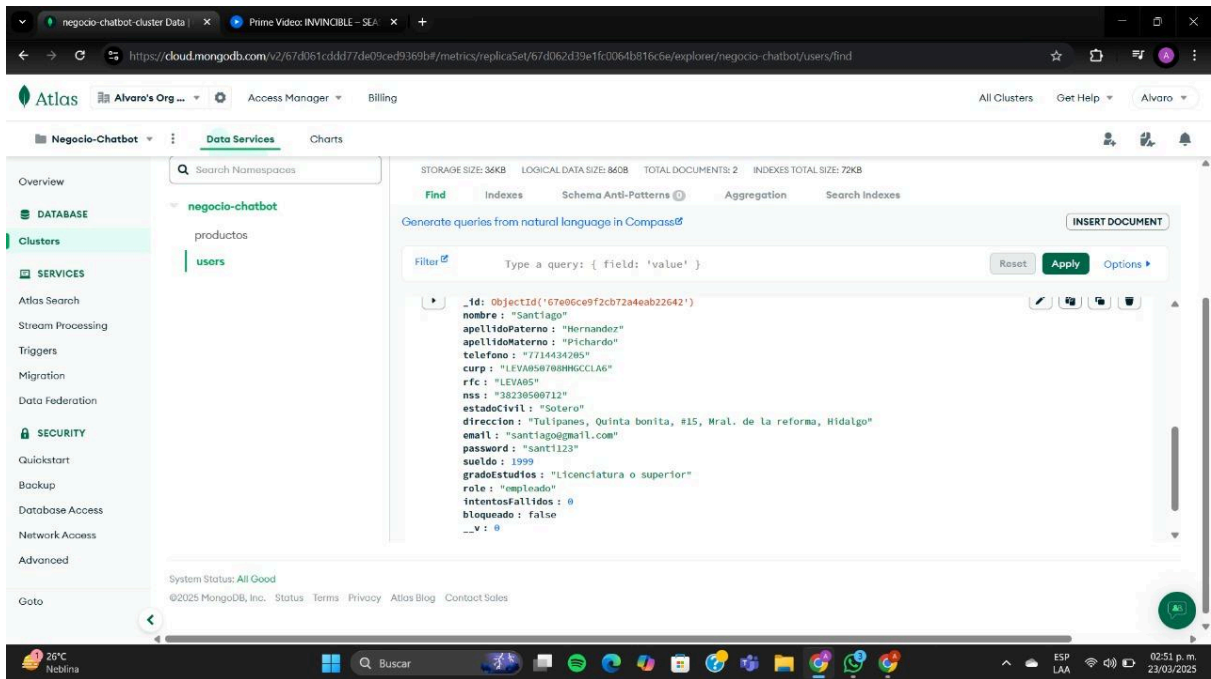 negocio-chatbot-cluster Data |
Prime Video: INVINCIBLE – SEA
https://cloud.mongodb.com/v2/67d061cddd77de09ced9369b#/metrics/replicaSet/67d062d39e1fc0064b816c6e/explorer/negocio-chatbot/users/find
Atlas
Alvaro's Org ...
Access Manager
Billing
All Clusters
Get Help
Alvaro
Negocio-Chatbot
Data Services
Charts
Overview
DATABASE
Clusters
SERVICES
Atlas Search
Stream Processing
Triggers
Migration
Data Federation
SECURITY
Quickstart
Backup
Database Access
Network Access
Advanced
Goto
Search Namespaces
negocio-chatbot
productos
users
STORAGE SIZE: 36KB LOGICAL DATA SIZE: 860B TOTAL DOCUMENTS: 2 INDEXES TOTAL SIZE: 72KB
Find Indexes Schema Anti-Patterns 0 Aggregation Search Indexes
Generate queries from natural language in Compass
INSERT DOCUMENT
Filter
Type a query: { field: 'value' }
Reset
Apply
Options
_id: ObjectId('67e06ce9f2cb72a4eab22642')
nombre : "Santiago"
apellidoPaterno : "Hernandez"
apellidoMaterno : "Pichardo"
telefono : "7714434205"
curp : "LEVA050708HHGCCLA6"
rfc : "LEVA05"
nss : "38230500712"
estadoCivil : "Sotero"
direccion : "Tulipanes, Quinta bonita, #15, Mral. de la reforma, Hidalgo"
email : "santiago@gmail.com"
password : "santi123"
sueldo : 1999
gradoEstudios : "Licenciatura o superior"
role : "empleado"
intentosFallidos : 0
bloqueado : false
__v : 0
System Status: All Good
©2025 MongoDB, Inc. Status Terms Privacy Atlas Blog Contact Sales
26°C
Neblina
Buscar
ESP
LAA
02:51 p. m.
23/03/2025